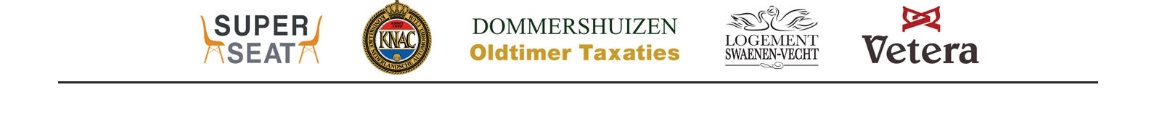 SUPER
SEAT
KNAC
DOMMERSHUIZEN
Oldtimer Taxaties
LOGEMENT
SWAENEN-VECHT
Vetera